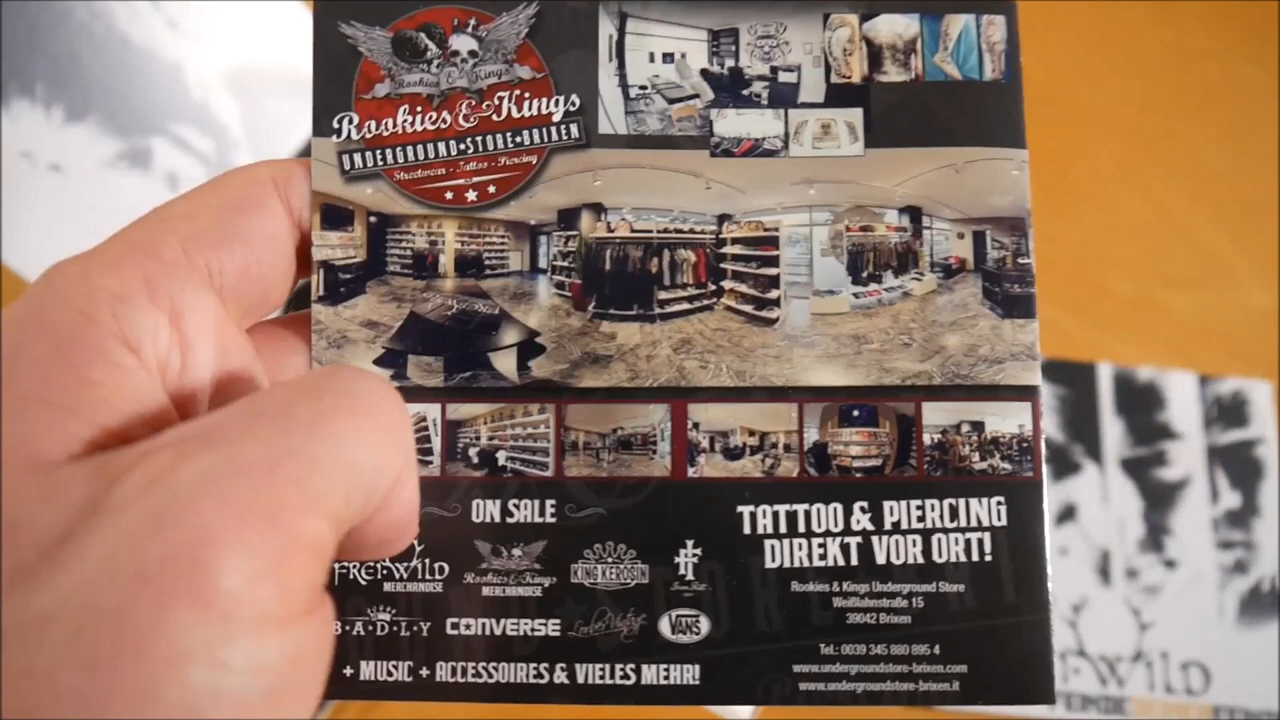 Rookies & Kings
Rookies & Kings
UNDERGROUND★STORE★BRIXEN
Streetwear - Tattoo - Piercing
ON SALE
FREI.WILD
MERCHANDISE
Rookies & Kings
MERCHANDISE
KING KEROSIN
B·A·D·L·Y
CONVERSE
VANS
+ MUSIC + ACCESSOIRES & VIELES MEHR!
TATTOO & PIERCING
DIREKT VOR ORT!
Rookies & Kings Underground Store
Weißlahnstraße 15
39042 Brixen
Tel.: 0039 345 880 895 4
www.undergroundstore-brixen.com
www.undergroundstore-brixen.it